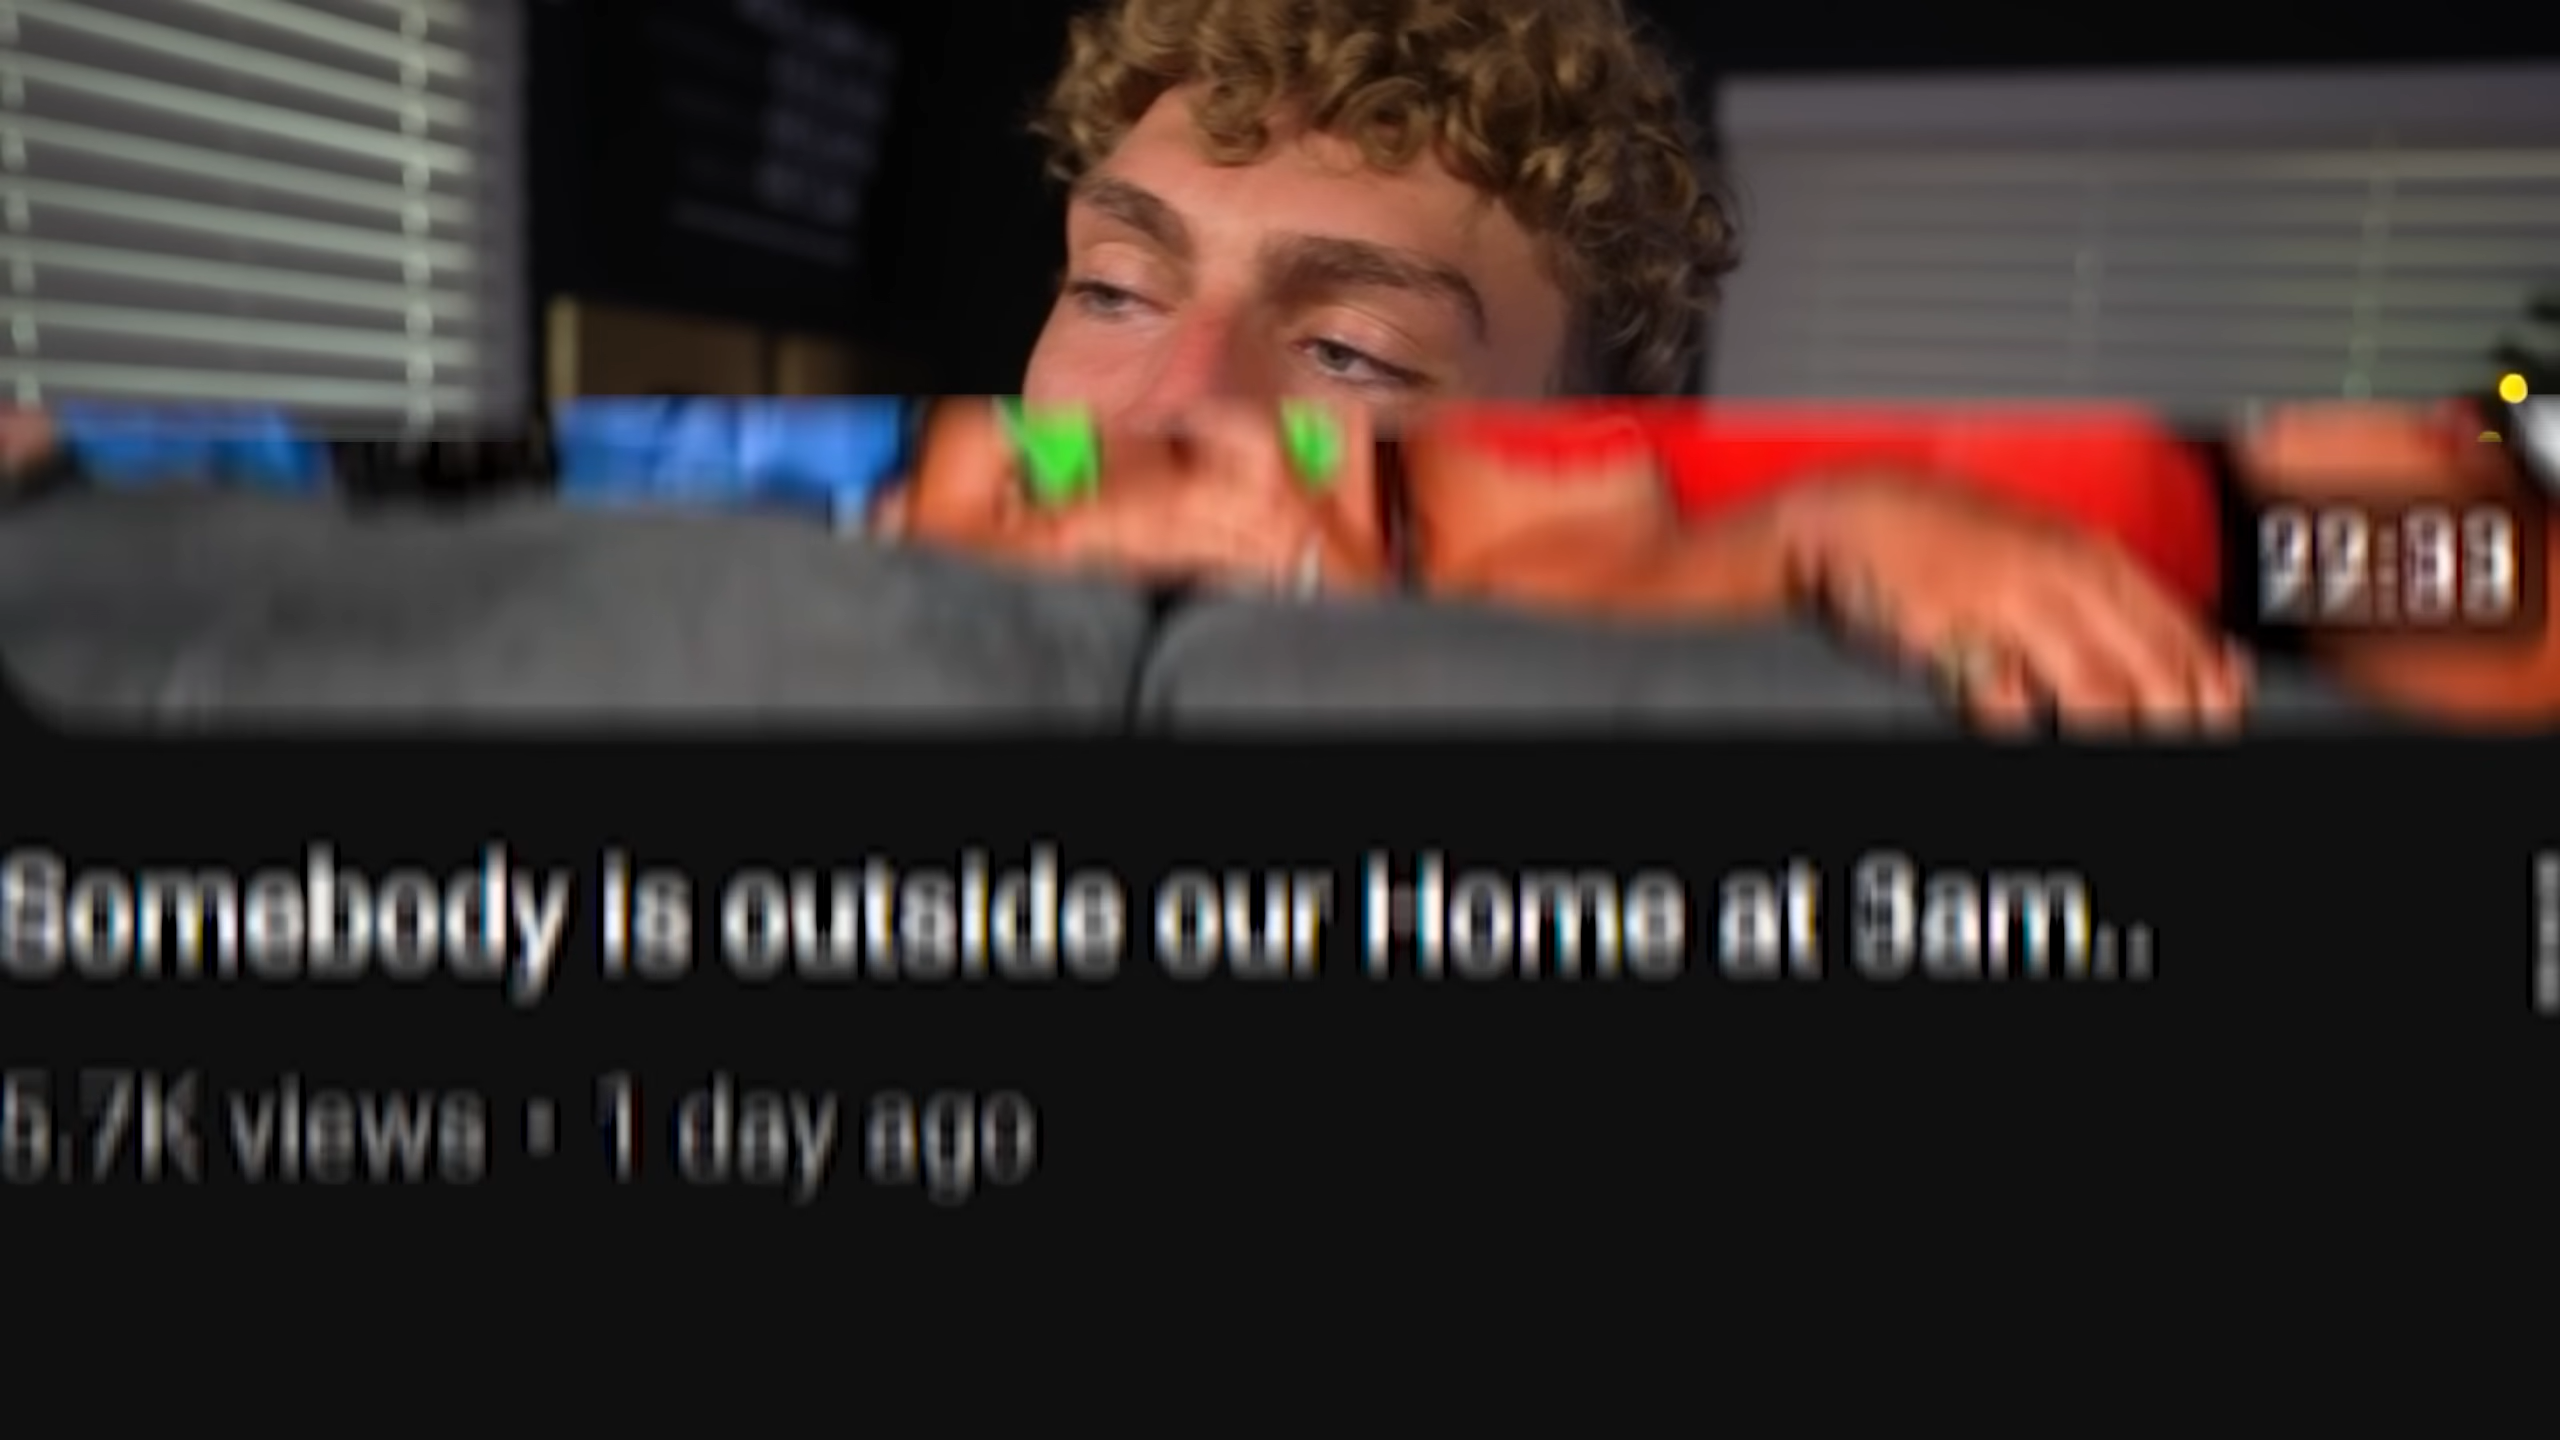 Somebody is outside our Home at 3am..
5.7K views • 1 day ago